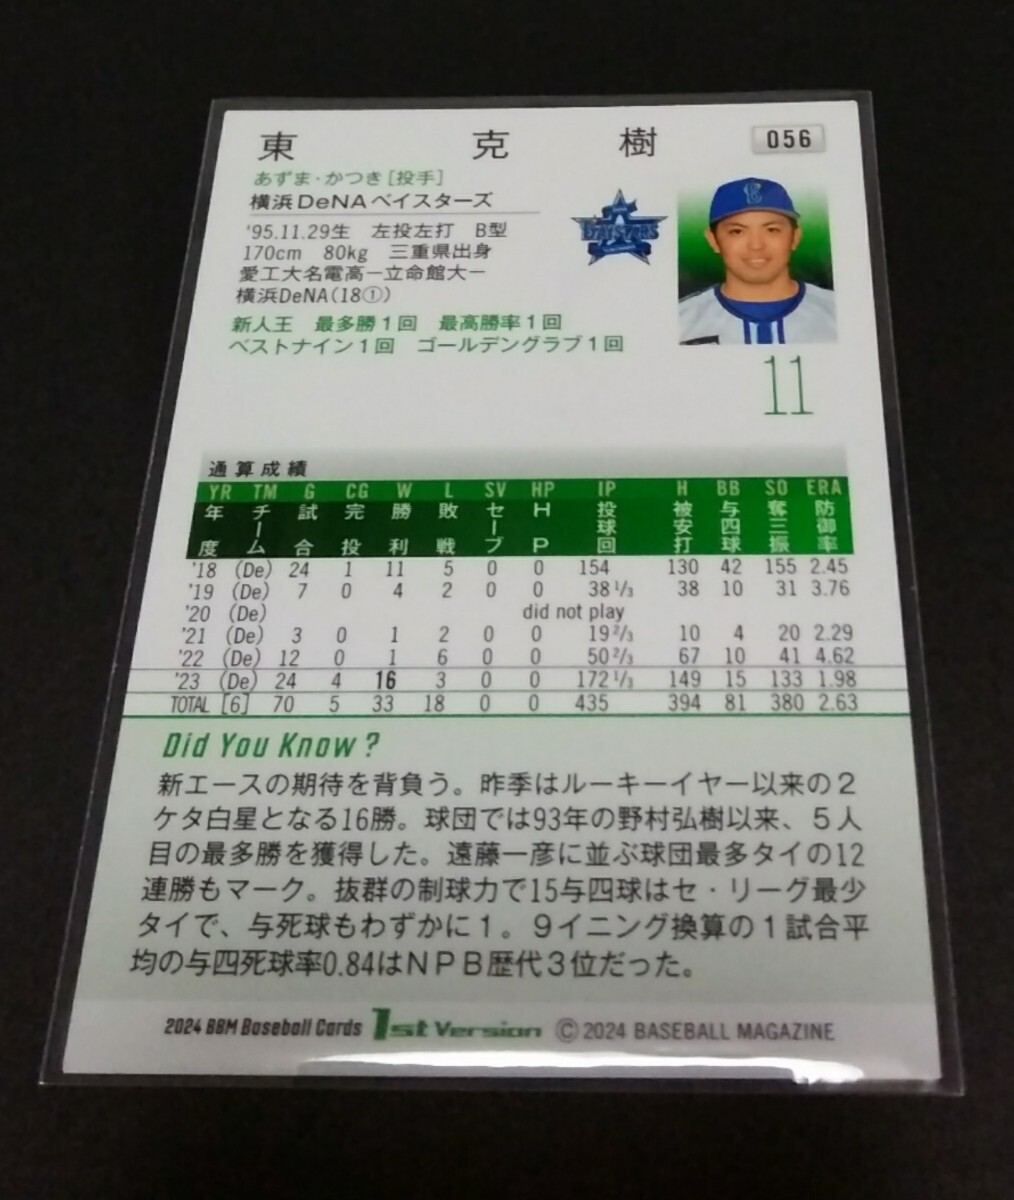 東 克 樹 056
あずま・かつき[投手]
横浜DeNAベイスターズ
BAYSTARS
'95.11.29生 左投左打 B型
170cm 80kg 三重県出身
愛工大名電高ー立命館大ー
横浜DeNA(18①)
新人王 最多勝1回 最高勝率1回
ベストナイン1回 ゴールデングラブ1回
11
通算成績
YR TM G CG W L SV HP IP H BB SO ERA
年度 チーム 試合 完投 勝利 敗戦 セーブ HP 投球回 被安打 与四球 奪三振 防御率
'18 (De) 24 1 11 5 0 0 154 130 42 155 2.45
'19 (De) 7 0 4 2 0 0 38 1/3 38 10 31 3.76
'20 (De) did not play
'21 (De) 3 0 1 2 0 0 19 2/3 10 4 20 2.29
'22 (De) 12 0 1 6 0 0 50 2/3 67 10 41 4.62
'23 (De) 24 4 16 3 0 0 172 1/3 149 15 133 1.98
TOTAL [6] 70 5 33 18 0 0 435 394 81 380 2.63
Did You Know?
新エースの期待を背負う。昨季はルーキーイヤー以来の2
ケタ白星となる16勝。球団では93年の野村弘樹以来、5人
目の最多勝を獲得した。遠藤一彦に並ぶ球団最多タイの12
連勝もマーク。抜群の制球力で15与四球はセ・リーグ最少
タイで、与死球もわずかに1。9イニング換算の1試合平
均の与四死球率0.84はNPB歴代3位だった。
2024 BBM Baseball Cards 1st Version © 2024 BASEBALL MAGAZINE